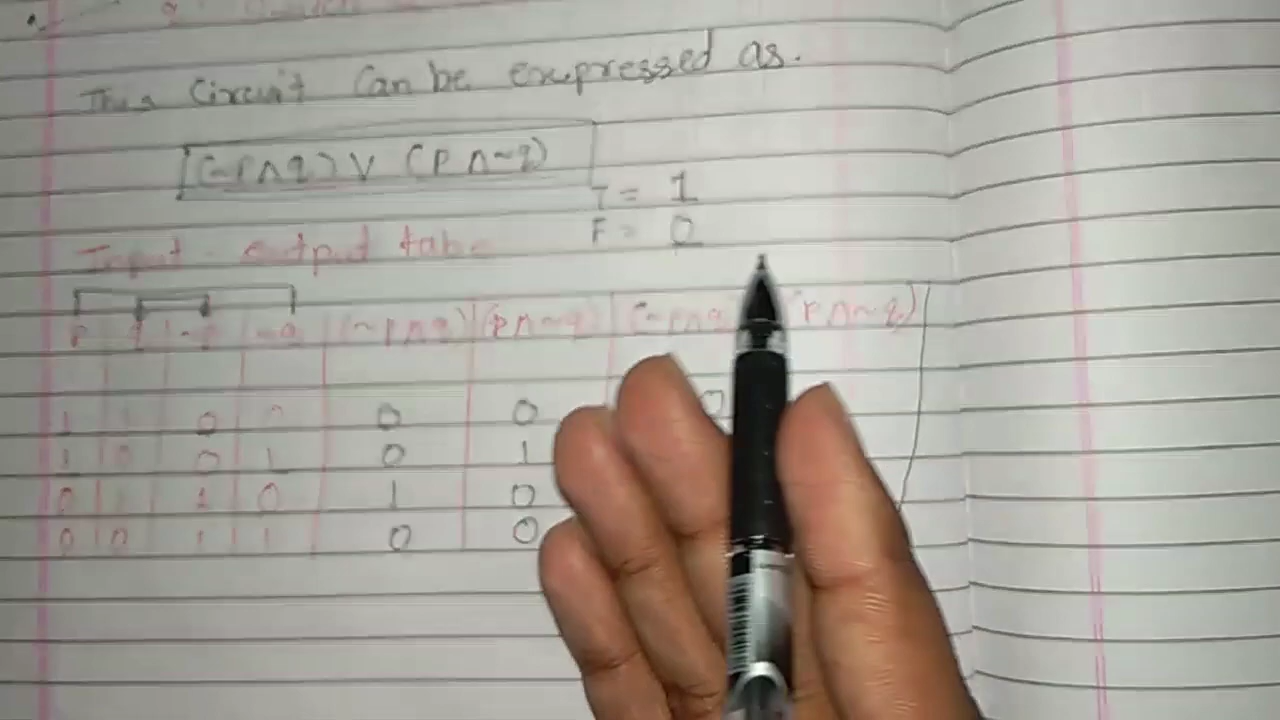 This Circuit Can be expressed as.
(~p∧q) ∨ (p∧~q)
T = 1
F = 0
Input - output table
p q ~p ~q (~p∧q) (p∧~q) (~p∧q (p∧~q)
1 1 0 0 0 0 0
1 0 0 1 0 1
0 1 1 0 1 0
0 0 1 1 0 0